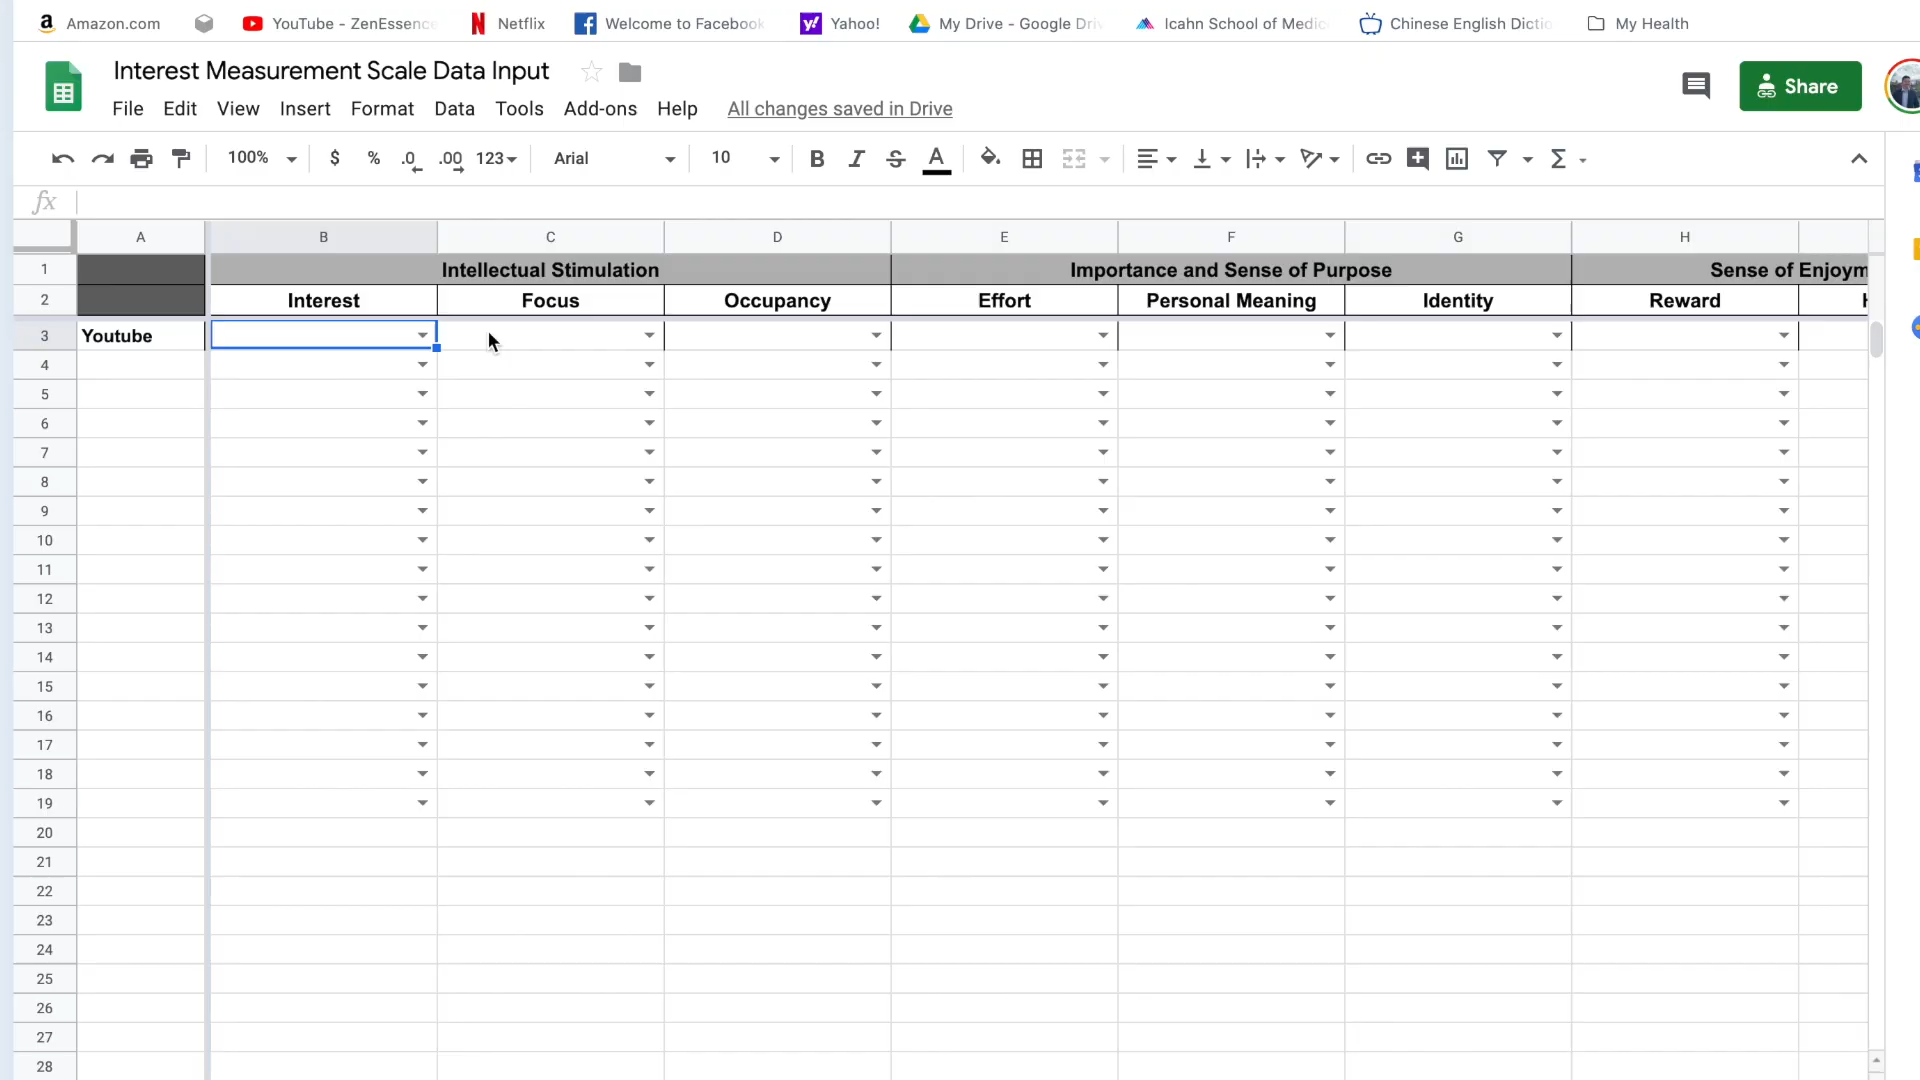 Amazon.com YouTube - ZenEssence Netflix Welcome to Facebook Yahoo! My Drive - Google Driv Icahn School of Medic Chinese English Dictio My Health
Interest Measurement Scale Data Input
Share
File Edit View Insert Format Data Tools Add-ons Help All changes saved in Drive
100% $ % .0 .00 123 Arial 10 B I S A Σ
fx
A B C D E F G H
1 Intellectual Stimulation Importance and Sense of Purpose Sense of Enjoym
2 Interest Focus Occupancy Effort Personal Meaning Identity Reward
3 Youtube
4
5
6
7
8
9
10
11
12
13
14
15
16
17
18
19
20
21
22
23
24
25
26
27
28